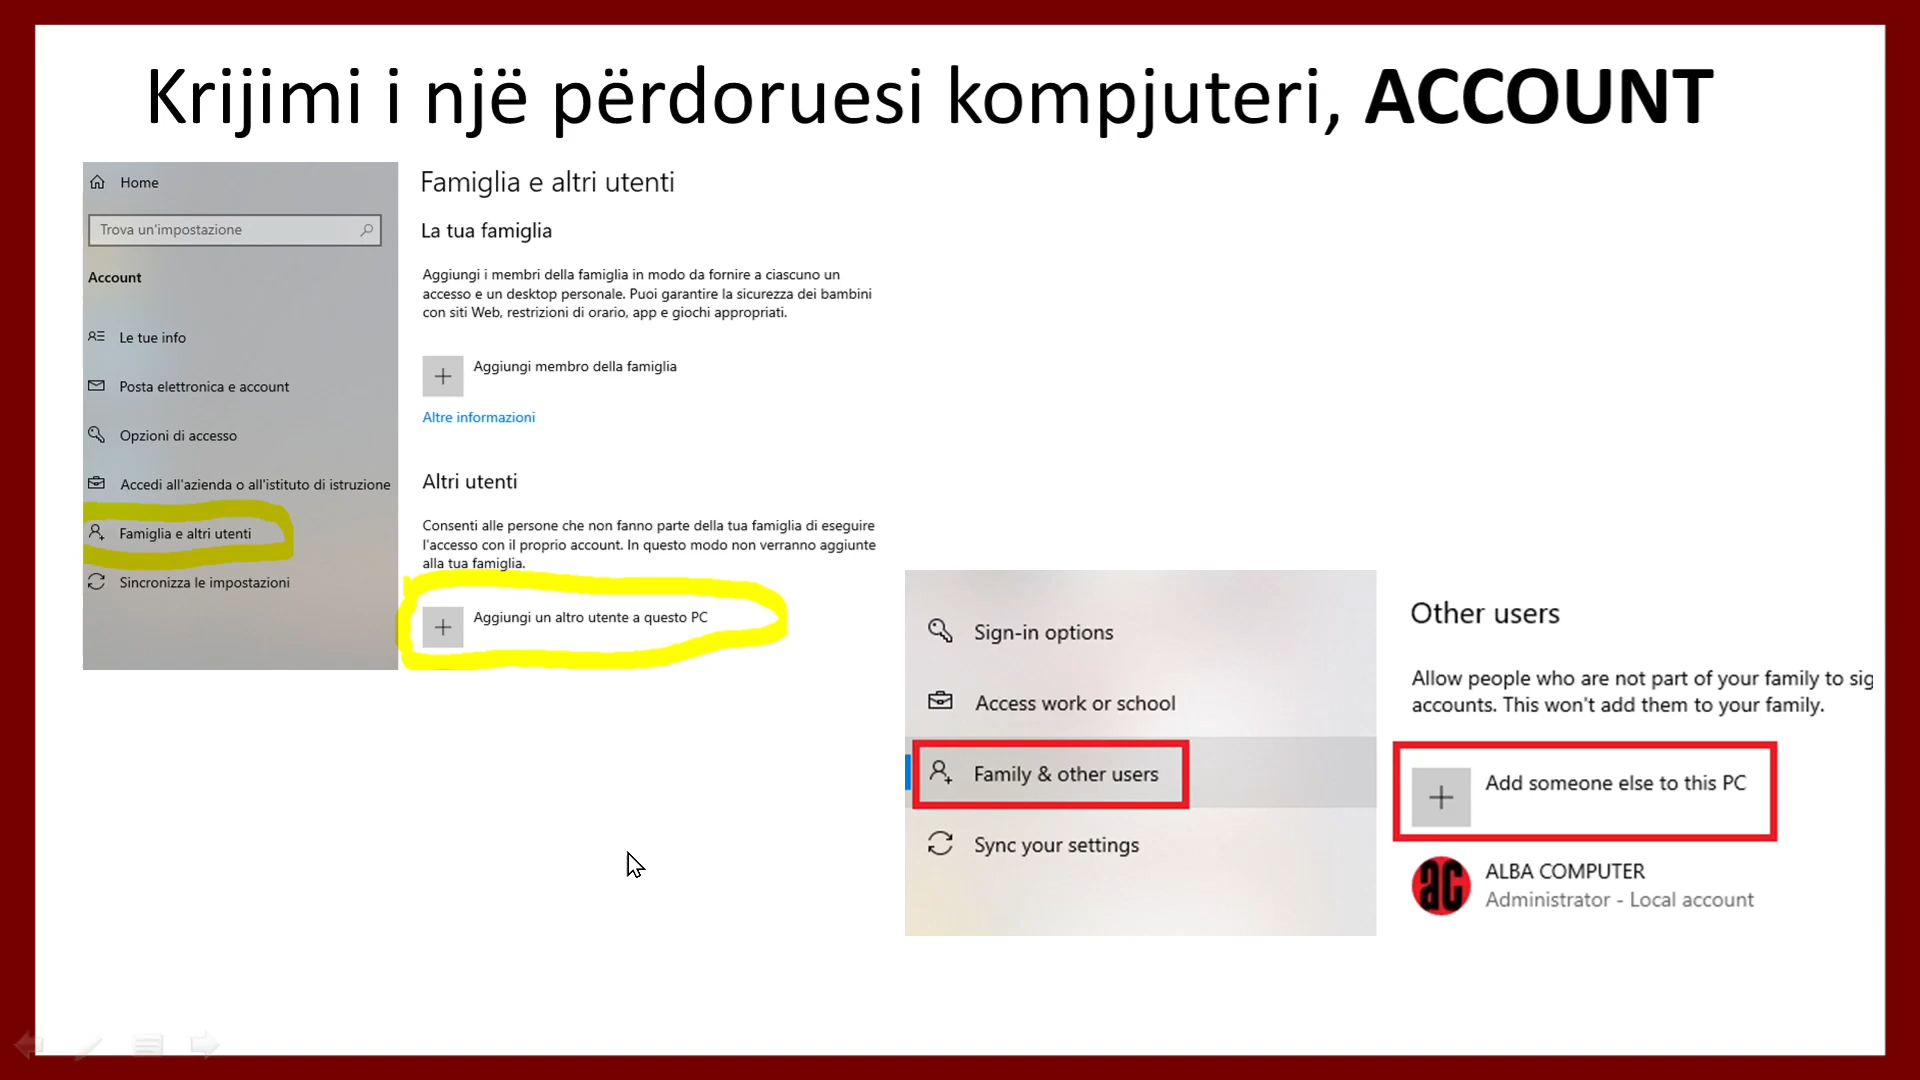 Krijimi i një përdoruesi kompjuteri, ACCOUNT
Home
Trova un'impostazione
Account
Le tue info
Posta elettronica e account
Opzioni di accesso
Accedi all'azienda o all'istituto di istruzione
Famiglia e altri utenti
Sincronizza le impostazioni
Famiglia e altri utenti
La tua famiglia
Aggiungi i membri della famiglia in modo da fornire a ciascuno un
accesso e un desktop personale. Puoi garantire la sicurezza dei bambini
con siti Web, restrizioni di orario, app e giochi appropriati.
Aggiungi membro della famiglia
Altre informazioni
Altri utenti
Consenti alle persone che non fanno parte della tua famiglia di eseguire
l'accesso con il proprio account. In questo modo non verranno aggiunte
alla tua famiglia.
Aggiungi un altro utente a questo PC
Sign-in options
Access work or school
Family & other users
Sync your settings
Other users
Allow people who are not part of your family to sig
accounts. This won't add them to your family.
Add someone else to this PC
ac
ALBA COMPUTER
Administrator - Local account